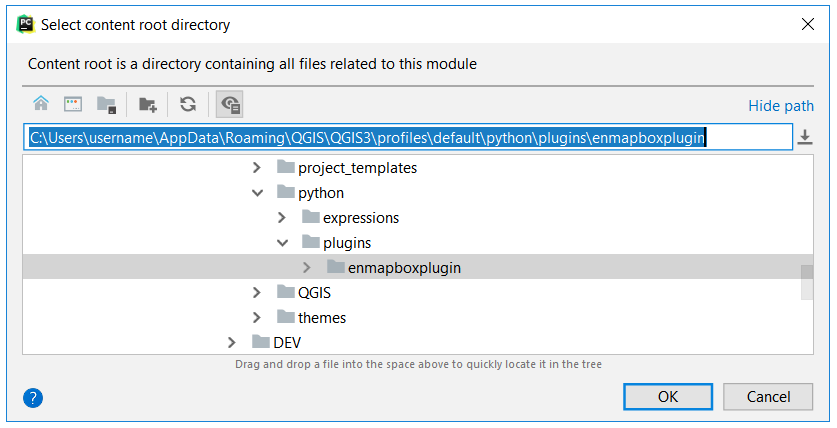 PC Select content root directory
Content root is a directory containing all files related to this module
Hide path
C:\Users\username\AppData\Roaming\QGIS\QGIS3\profiles\default\python\plugins\enmapboxplugin
project_templates
python
expressions
plugins
enmapboxplugin
QGIS
themes
DEV
Drag and drop a file into the space above to quickly locate it in the tree
? OK Cancel